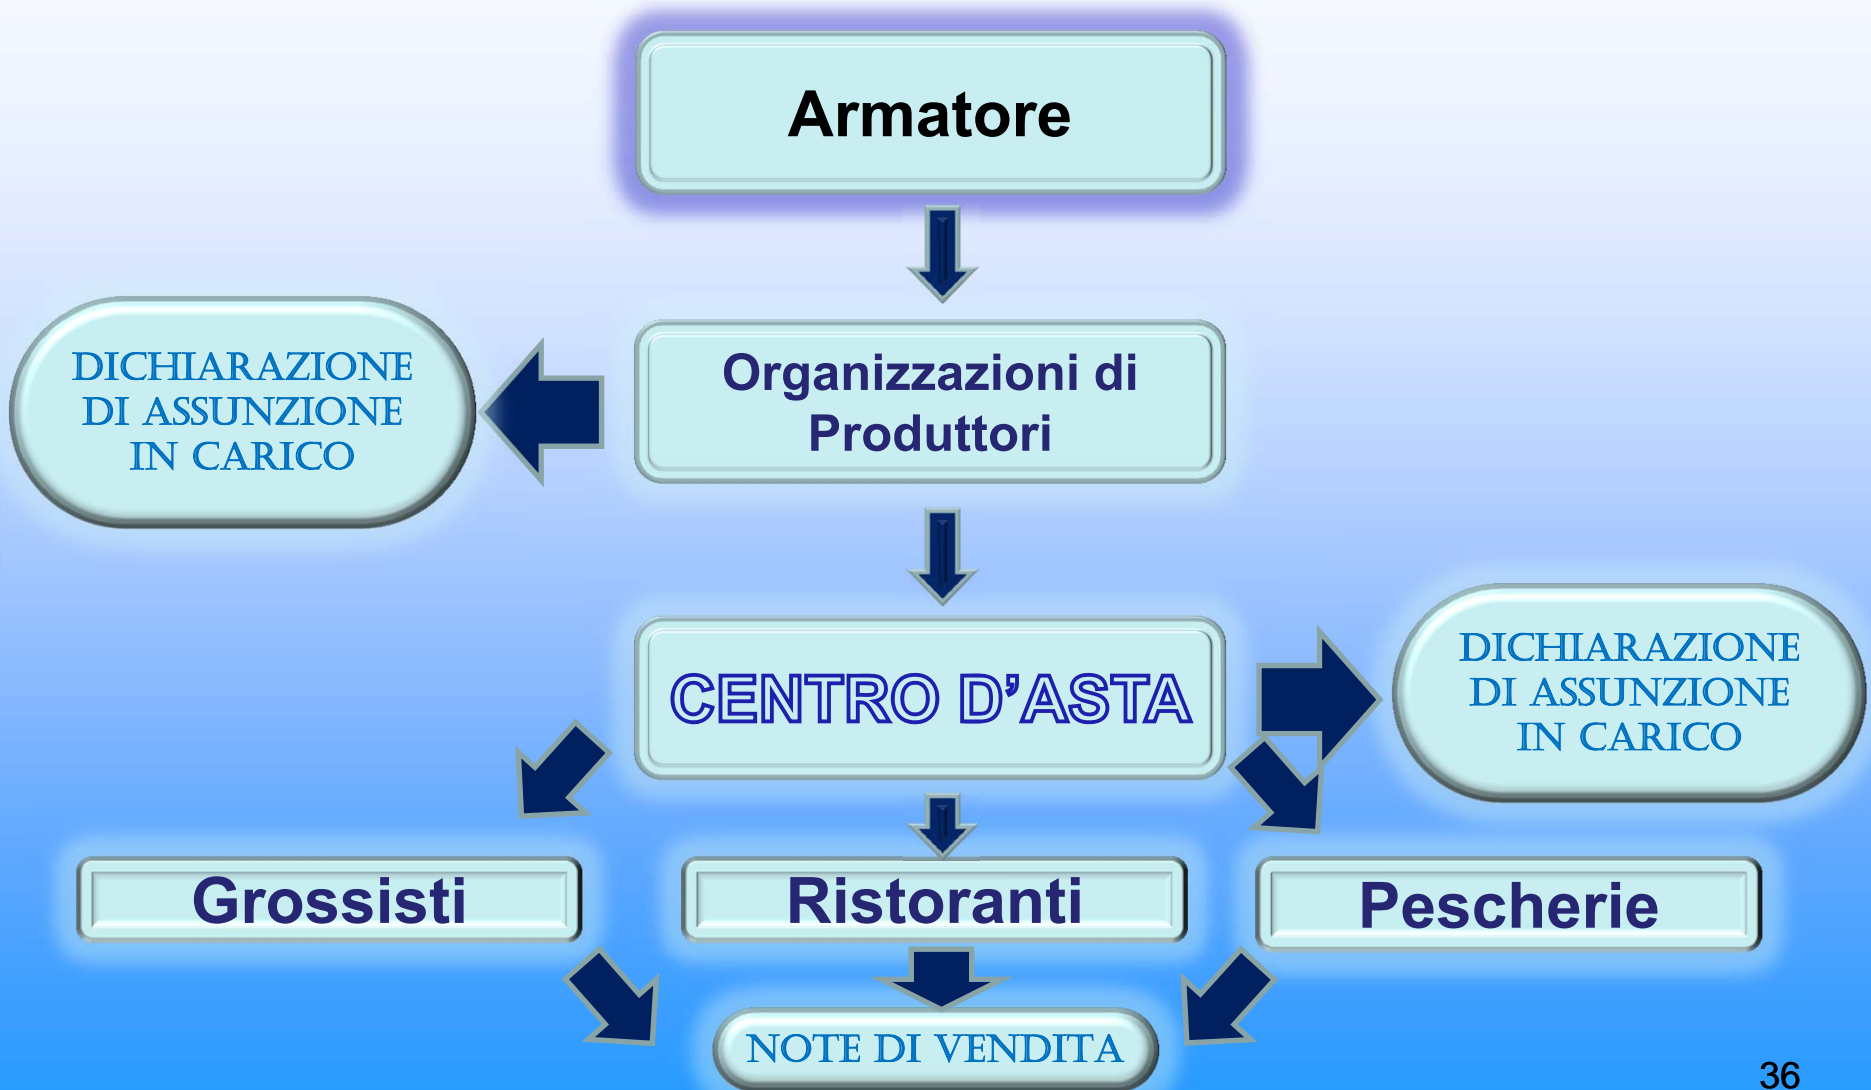 Armatore
DICHIARAZIONE
DI ASSUNZIONE
IN CARICO
Organizzazioni di
Produttori
CENTRO D’ASTA
DICHIARAZIONE
DI ASSUNZIONE
IN CARICO
Grossisti
Ristoranti
Pescherie
NOTE DI VENDITA
36